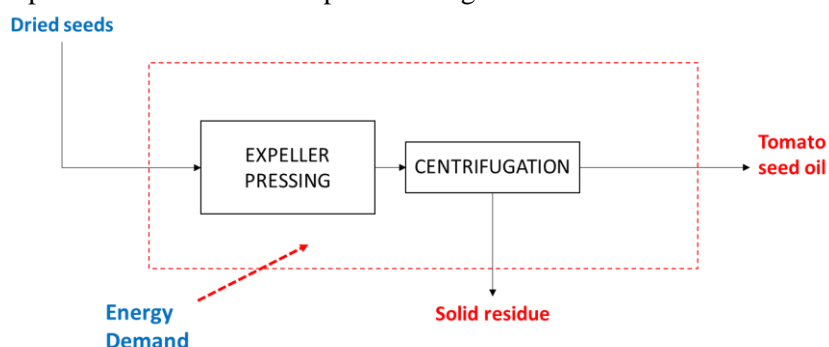 Dried seeds
EXPELLER
PRESSING
CENTRIFUGATION
Tomato
seed oil
Energy
Demand
Solid residue